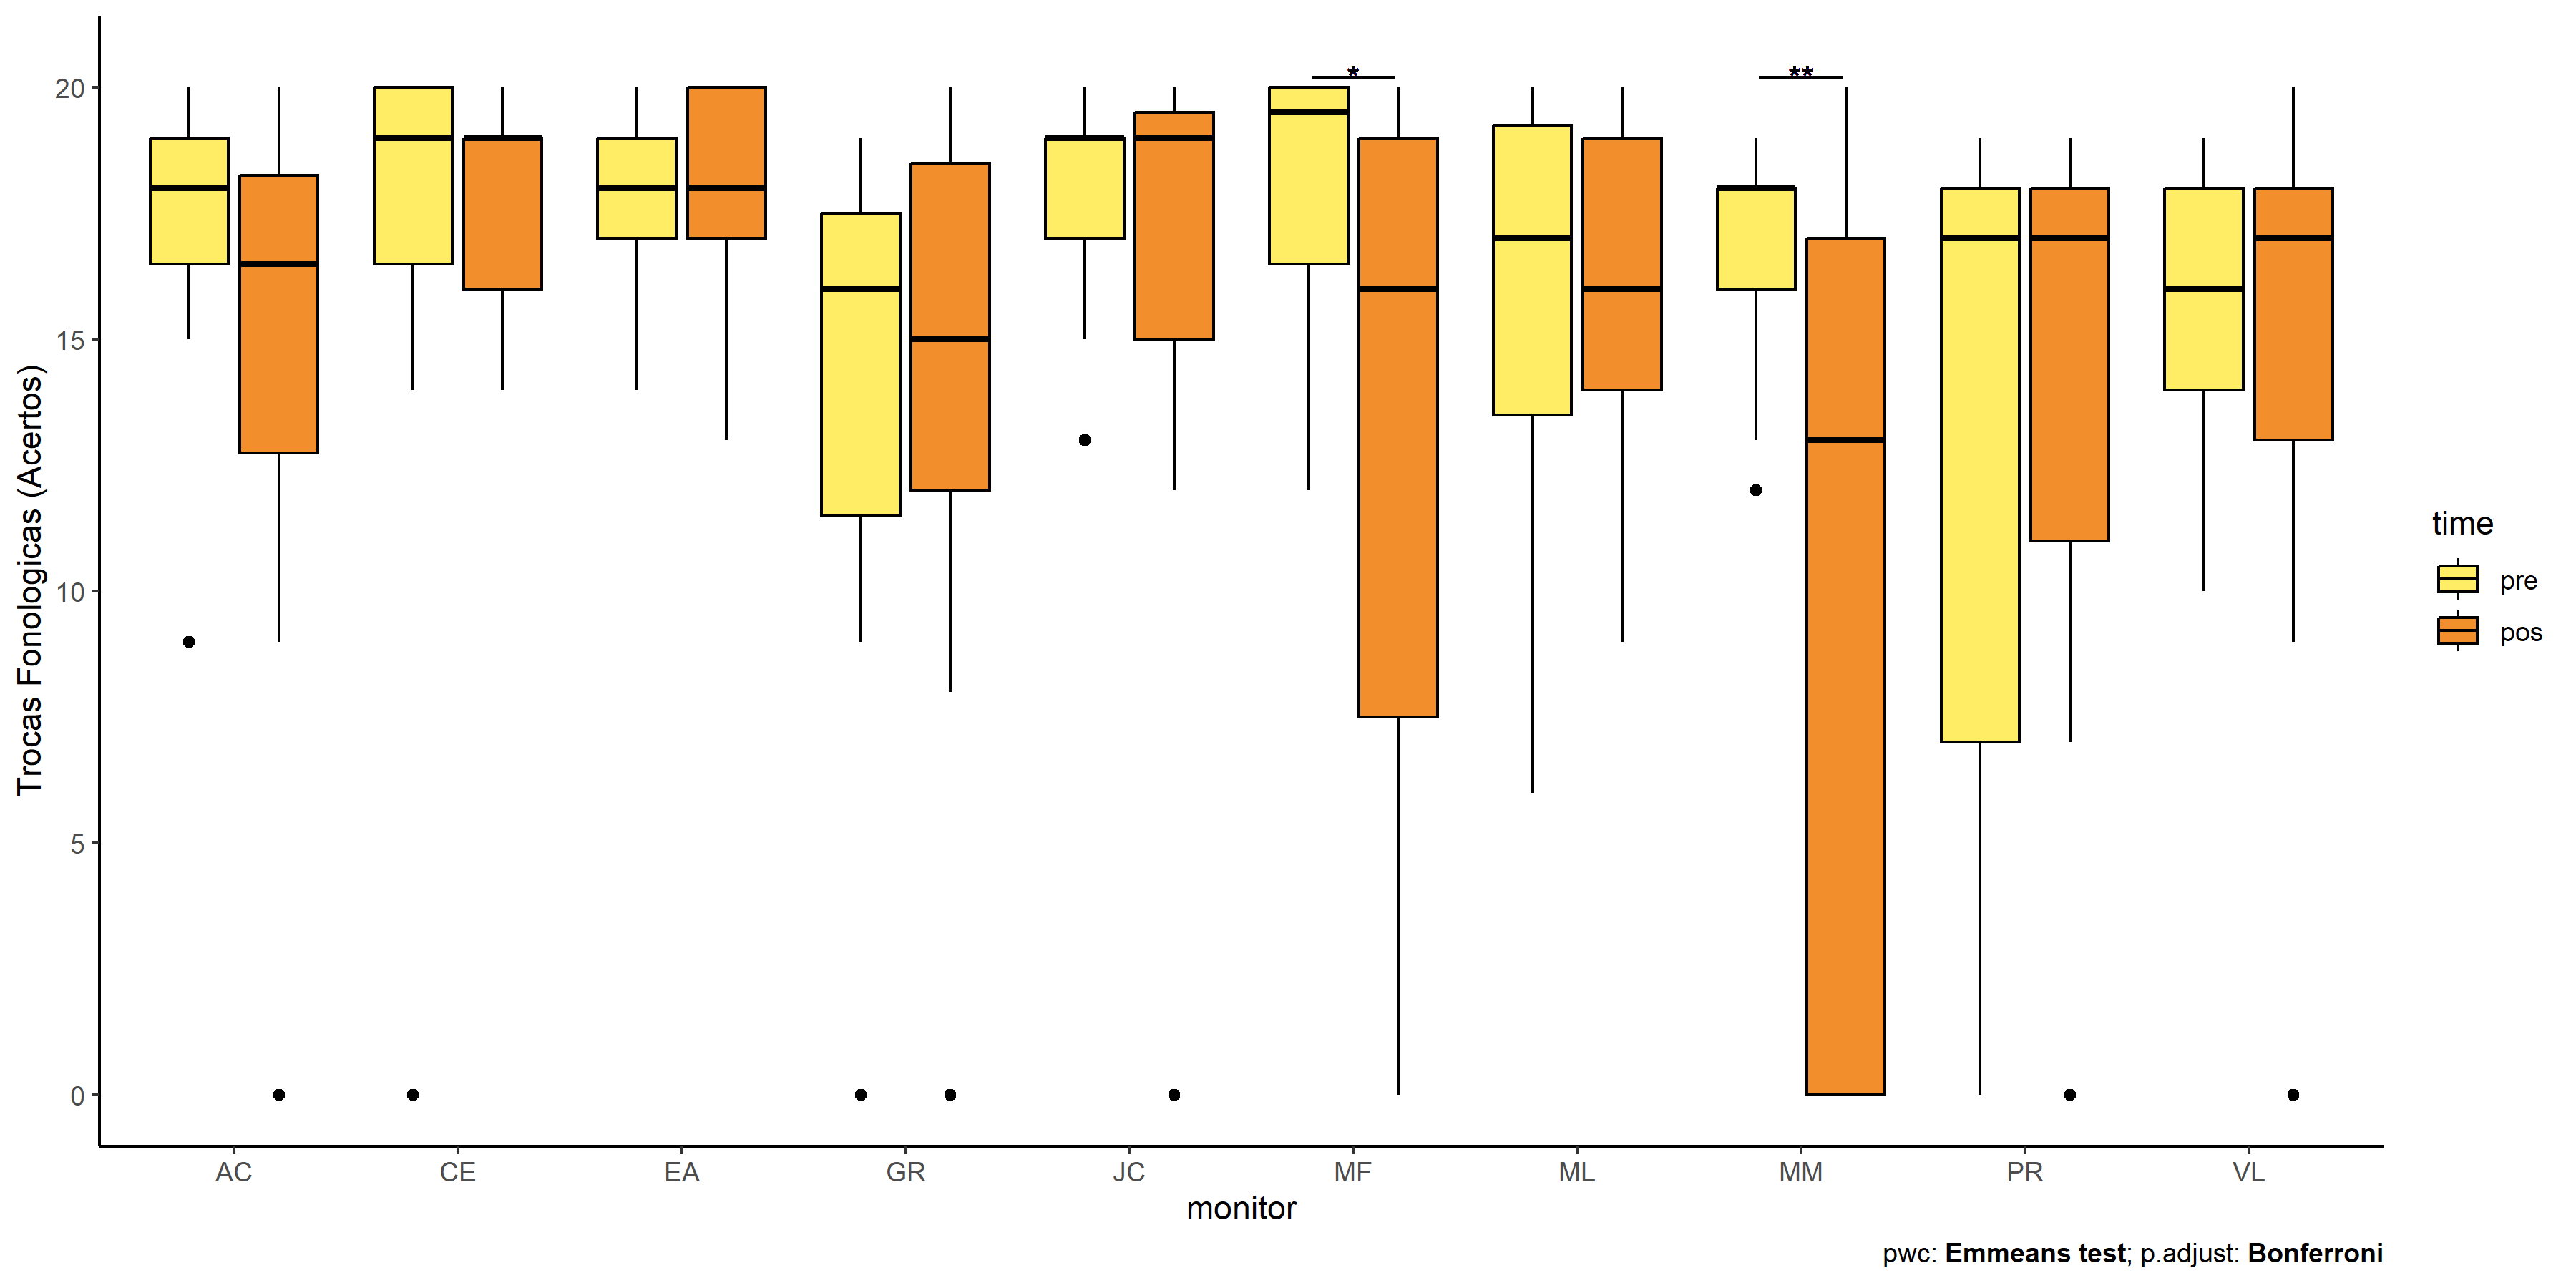 * **
20
15
10
5
0
Trocas Fonologicas (Acertos)
AC CE EA GR JC MF ML MM PR VL
monitor
time
pre
pos
pwc: Emmeans test; p.adjust: Bonferroni